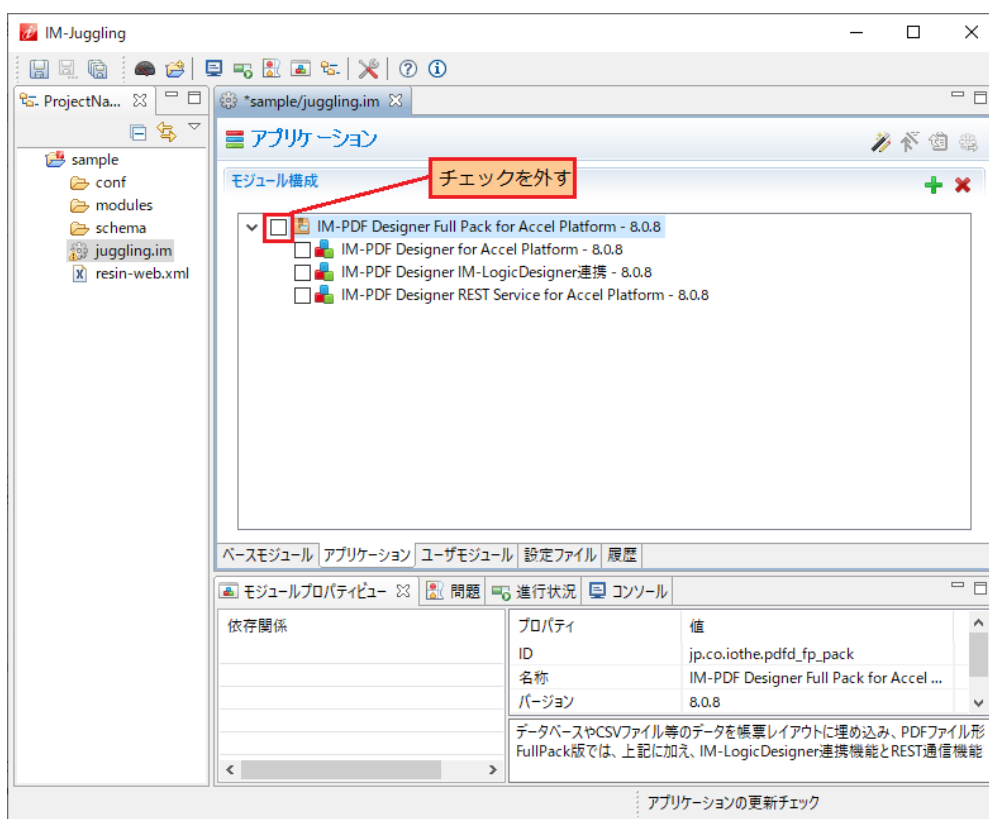 IM-Juggling
ProjectNa...
*sample/juggling.im
sample
conf
modules
schema
juggling.im
resin-web.xml
アプリケーション
モジュール構成
チェックを外す
IM-PDF Designer Full Pack for Accel Platform - 8.0.8
IM-PDF Designer for Accel Platform - 8.0.8
IM-PDF Designer IM-LogicDesigner連携 - 8.0.8
IM-PDF Designer REST Service for Accel Platform - 8.0.8
ベースモジュール アプリケーション ユーザモジュール 設定ファイル 履歴
モジュールプロパティビュー 問題 進行状況 コンソール
依存関係
プロパティ 値
ID jp.co.iothe.pdfd_fp_pack
名称 IM-PDF Designer Full Pack for Accel ...
バージョン 8.0.8
データベースやCSVファイル等のデータを帳票レイアウトに埋め込み、PDFファイル形
FullPack版では、上記に加え、IM-LogicDesigner連携機能とREST通信機能
アプリケーションの更新チェック